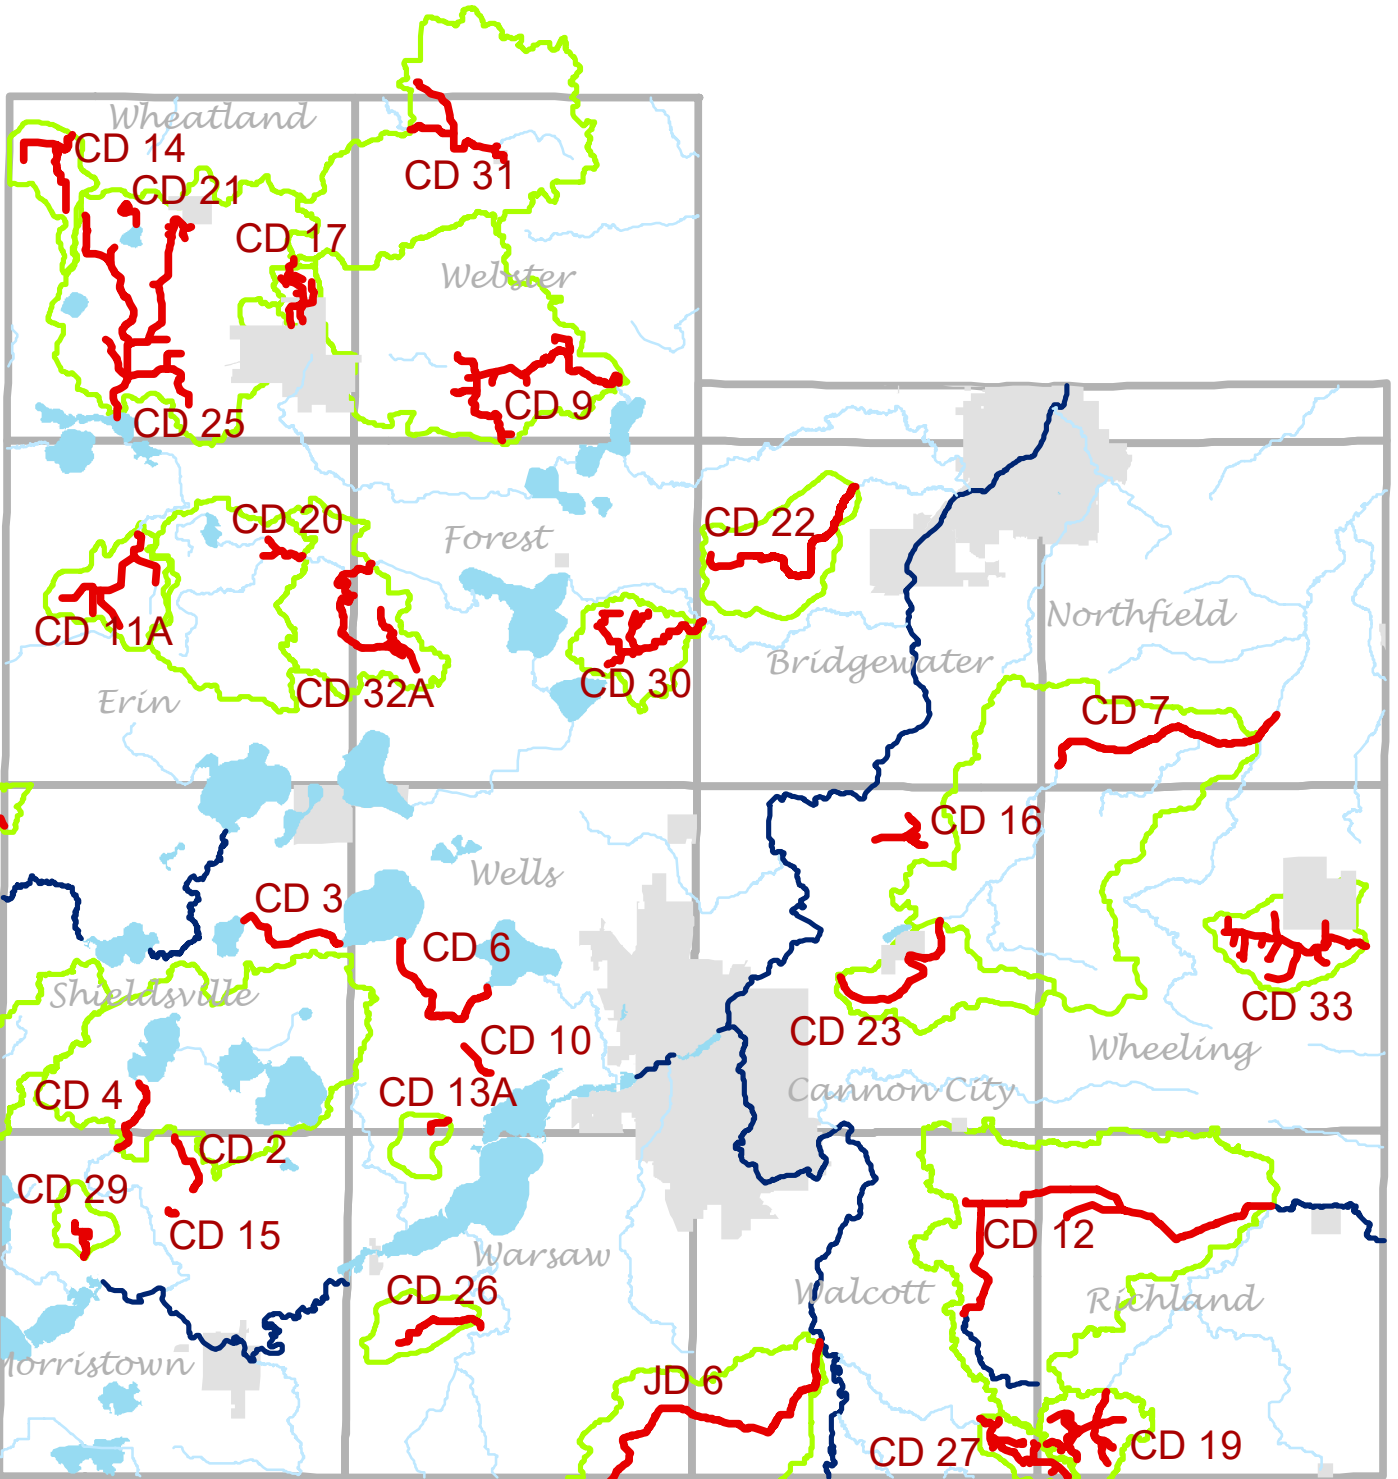 Wheatland
CD 14
CD 31
CD 21
CD 17
Webster
CD 9
CD 25
CD 20
CD 22
Forest
CD 11A
Northfield
Bridgewater
CD 30
CD 32A
Erin
CD 7
CD 16
Wells
CD 3
CD 6
Shieldsville
CD 33
CD 23
CD 10
Wheeling
CD 4
CD 13A
Cannon City
CD 2
CD 29
CD 15
CD 12
Warsaw
CD 26
Walcott
Richland
Morristown
JD 6
CD 27
CD 19